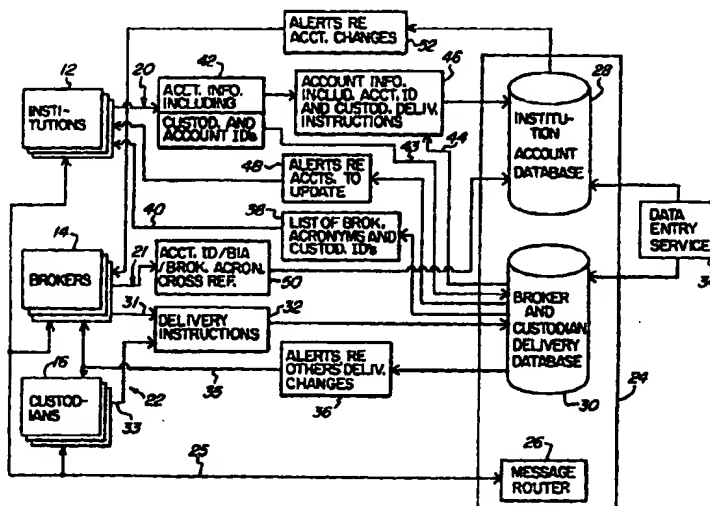 ALERTS RE
ACCT. CHANGES
52
12
INSTI-
TUTIONS
20
42
ACCT. INFO.
INCLUDING
CUSTOD. AND
ACCOUNT ID's
46
ACCOUNT INFO.
INCLUD. ACCT. ID
AND CUSTOD. DELIV.
INSTRUCTIONS
28
INSTITU-
TION
ACCOUNT
DATABASE
44
43
48
ALERTS RE
ACCTS. TO
UPDATE
38
40
LIST OF BROK.
ACRONYMS AND
CUSTOD. ID's
DATA
ENTRY
SERVICE
34
14
BROKERS
21
ACCT. ID/BIA
/BROK. ACRON.
CROSS REF.
50
31
32
DELIVERY
INSTRUCTIONS
BROKER
AND
CUSTODIAN
DELIVERY
DATABASE
30
24
16
CUSTOD-
IANS
22
33
35
ALERTS RE
OTHERS' DELIV.
CHANGES
36
25
26
MESSAGE
ROUTER